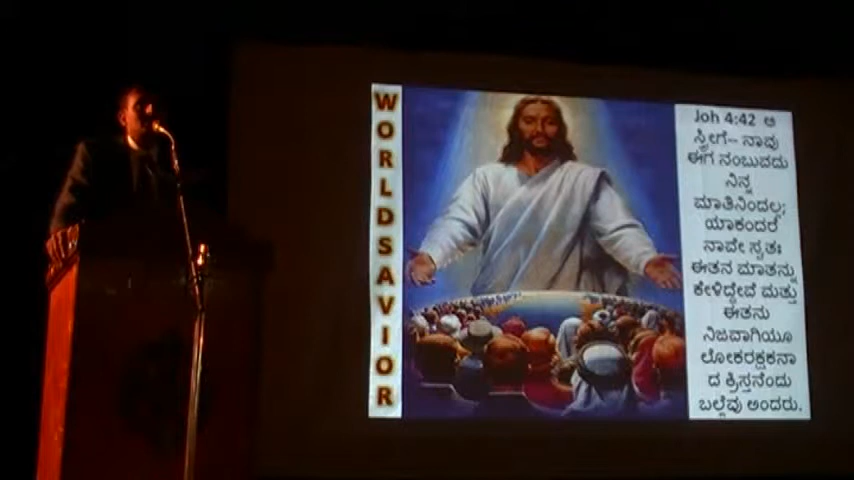 WORLDSAVIOR
Joh 4:42 ಆ
ಸ್ತ್ರೀಗೆ-- ನಾವು
ಈಗ ನಂಬುವದು
ನಿನ್ನ
ಮಾತಿನಿಂದಲ್ಲ;
ಯಾಕಂದರೆ
ನಾವೇ ಸ್ವತಃ
ಈತನ ಮಾತನ್ನು
ಕೇಳಿದ್ದೇವೆ ಮತ್ತು
ಈತನು
ನಿಜವಾಗಿಯೂ
ಲೋಕರಕ್ಷಕನಾ
ದ ಕ್ರಿಸ್ತನೆಂದು
ಬಲ್ಲೆವು ಅಂದರು.